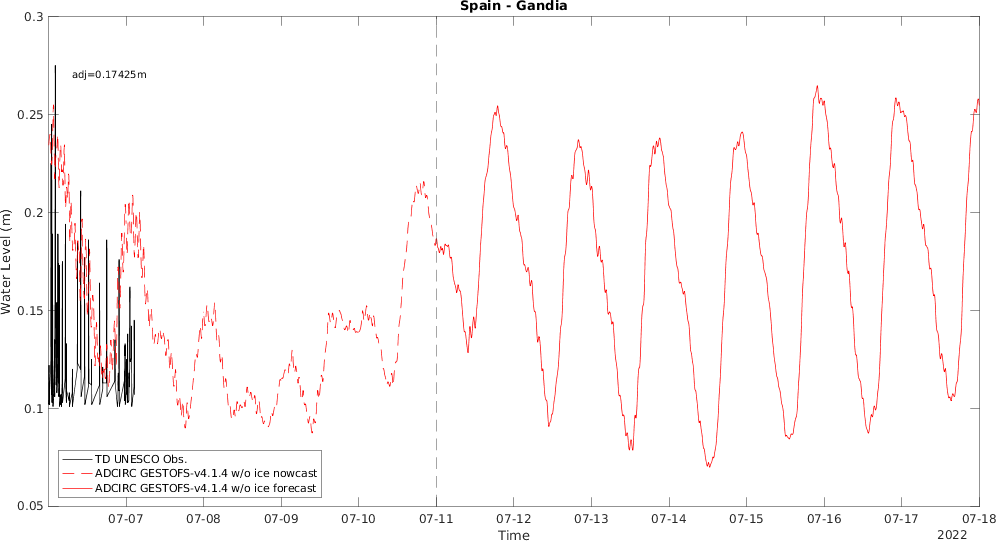 Spain - Gandia
0.3
adj=0.17425m
0.25
0.2
Water Level (m)
0.15
0.1
TD UNESCO Obs.
ADCIRC GESTOFS-v4.1.4 w/o ice nowcast
ADCIRC GESTOFS-v4.1.4 w/o ice forecast
0.05
07-07 07-08 07-09 07-10 07-11 07-12 07-13 07-14 07-15 07-16 07-17 07-18
Time
2022